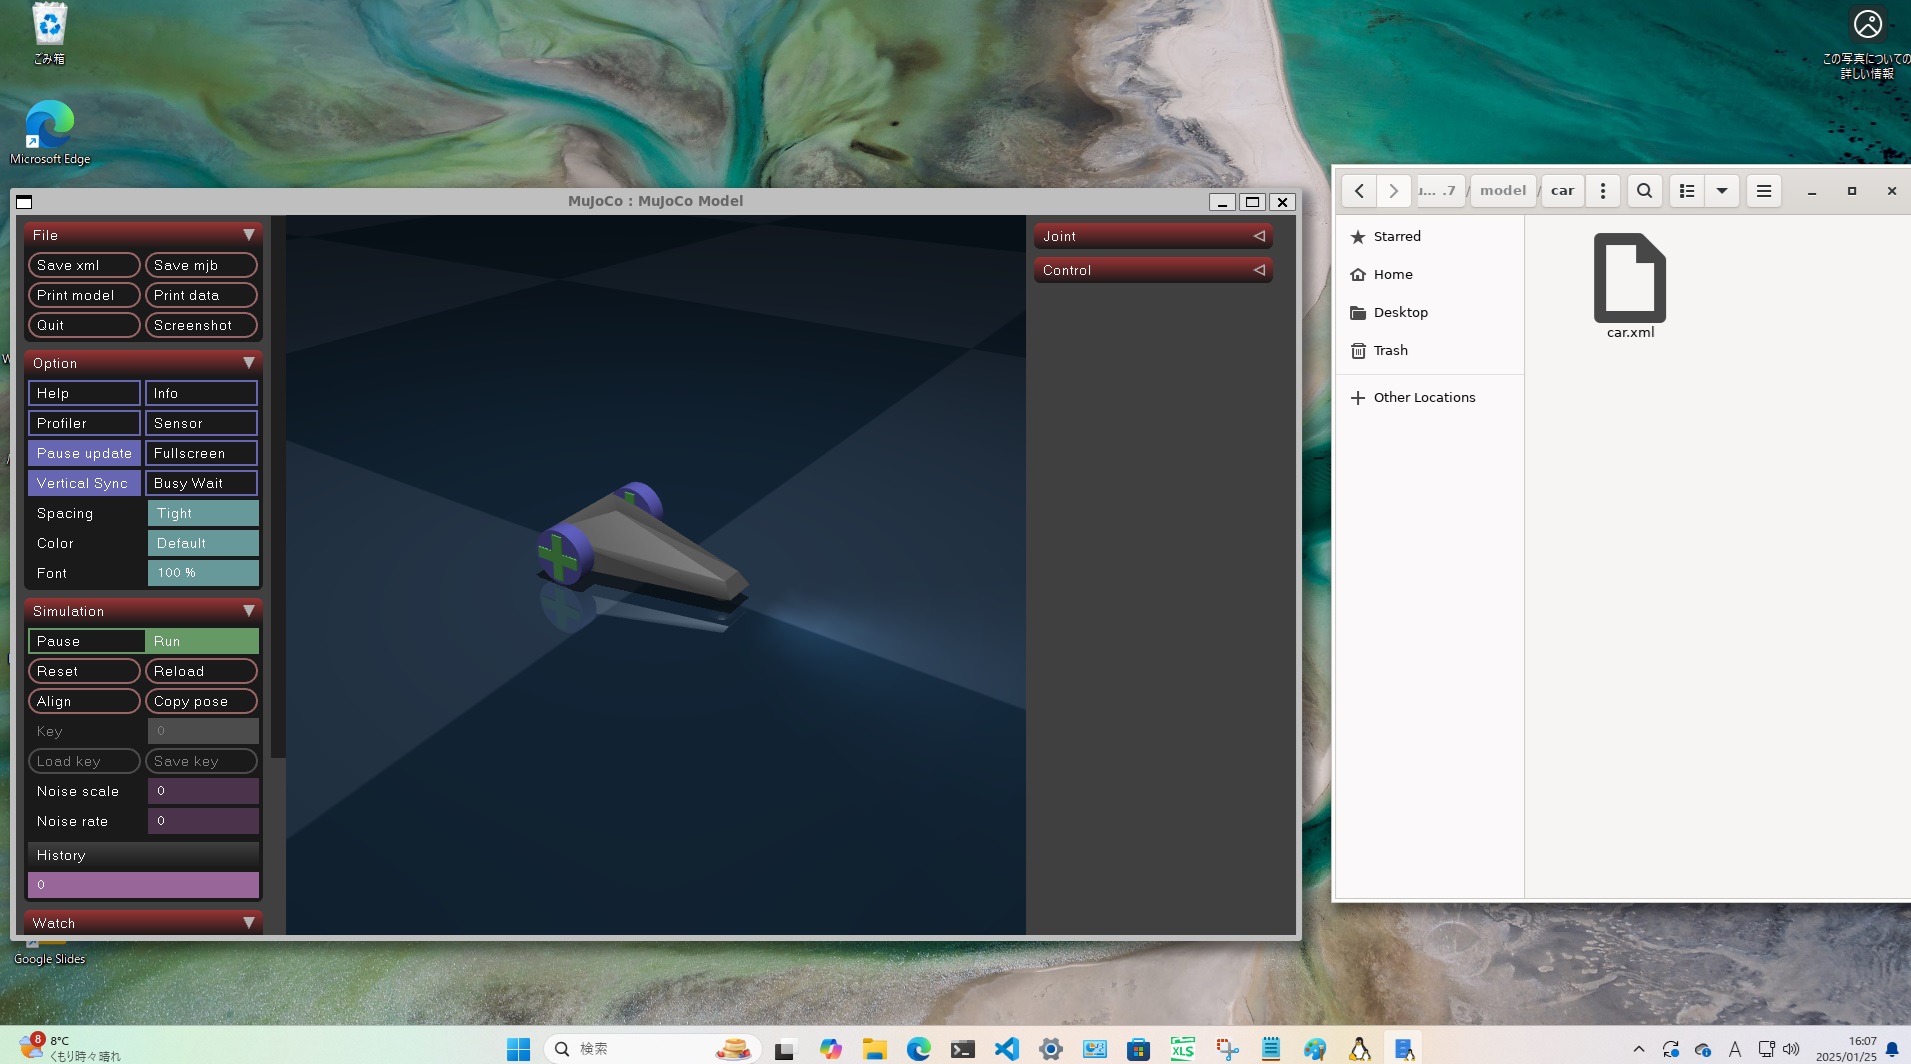 ごみ箱
Microsoft Edge
この写真についての
詳しい情報
MuJoCo : MuJoCo Model
File
Save xml
Save mjb
Print model
Print data
Quit
Screenshot
Option
Help
Info
Profiler
Sensor
Pause update
Fullscreen
Vertical Sync
Busy Wait
Spacing
Tight
Color
Default
Font
100 %
Simulation
Pause
Run
Reset
Reload
Align
Copy pose
Key
0
Load key
Save key
Noise scale
0
Noise rate
0
History
0
Watch
Joint
Control
.7 / model / car
Starred
Home
Desktop
Trash
Other Locations
car.xml
Google Slides
8
8°C
くもり時々晴れ
検索
XLS
A
16:07
2025/01/25